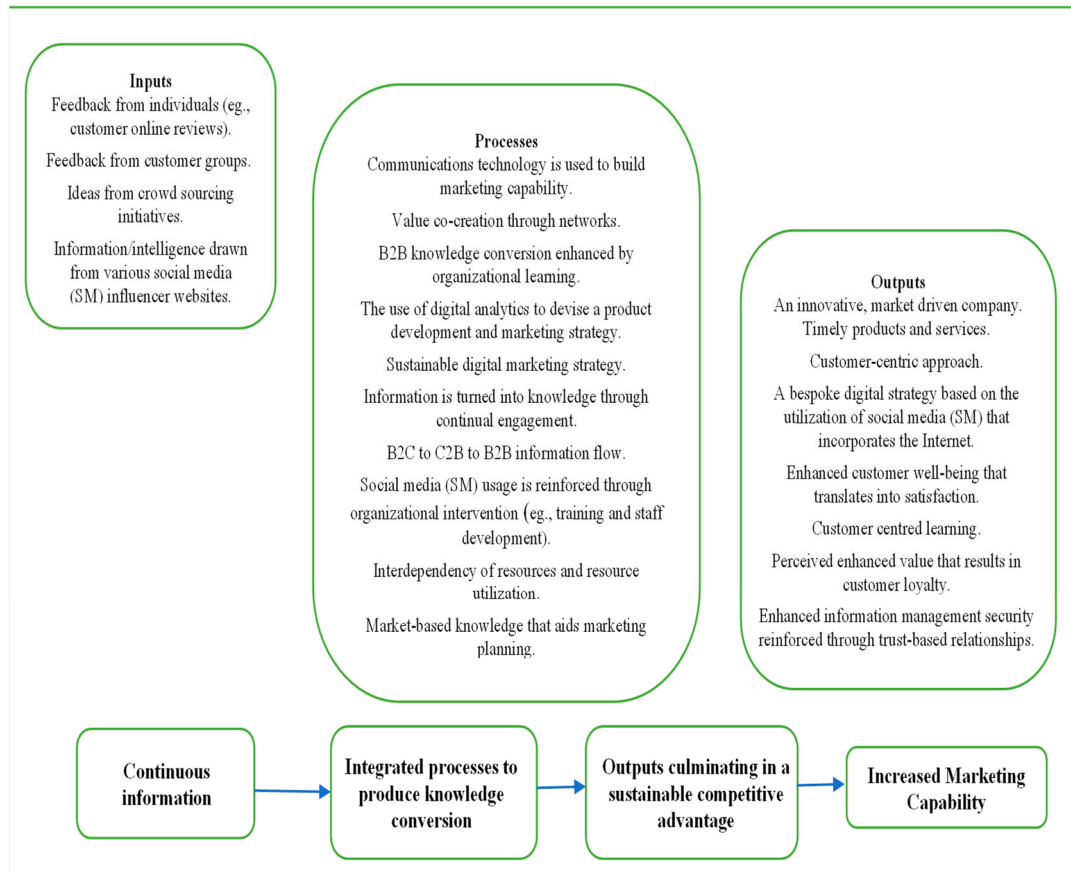 Inputs
Feedback from individuals (eg.,
customer online reviews).
Feedback from customer groups.
Ideas from crowd sourcing
initiatives.
Information/intelligence drawn
from various social media
(SM) influencer websites.
Processes
Communications technology is used to build
marketing capability.
Value co-creation through networks.
B2B knowledge conversion enhanced by
organizational learning.
The use of digital analytics to devise a product
development and marketing strategy.
Sustainable digital marketing strategy.
Information is turned into knowledge through
continual engagement.
B2C to C2B to B2B information flow.
Social media (SM) usage is reinforced through
organizational intervention (eg., training and staff
development).
Interdependency of resources and resource
utilization.
Market-based knowledge that aids marketing
planning.
Outputs
An innovative, market driven company.
Timely products and services.
Customer-centric approach.
A bespoke digital strategy based on the
utilization of social media (SM) that
incorporates the Internet.
Enhanced customer well-being that
translates into satisfaction.
Customer centred learning.
Perceived enhanced value that results in
customer loyalty.
Enhanced information management security
reinforced through trust-based relationships.
Continuous
information
Integrated processes to
produce knowledge
conversion
Outputs culminating in a
sustainable competitive
advantage
Increased Marketing
Capability